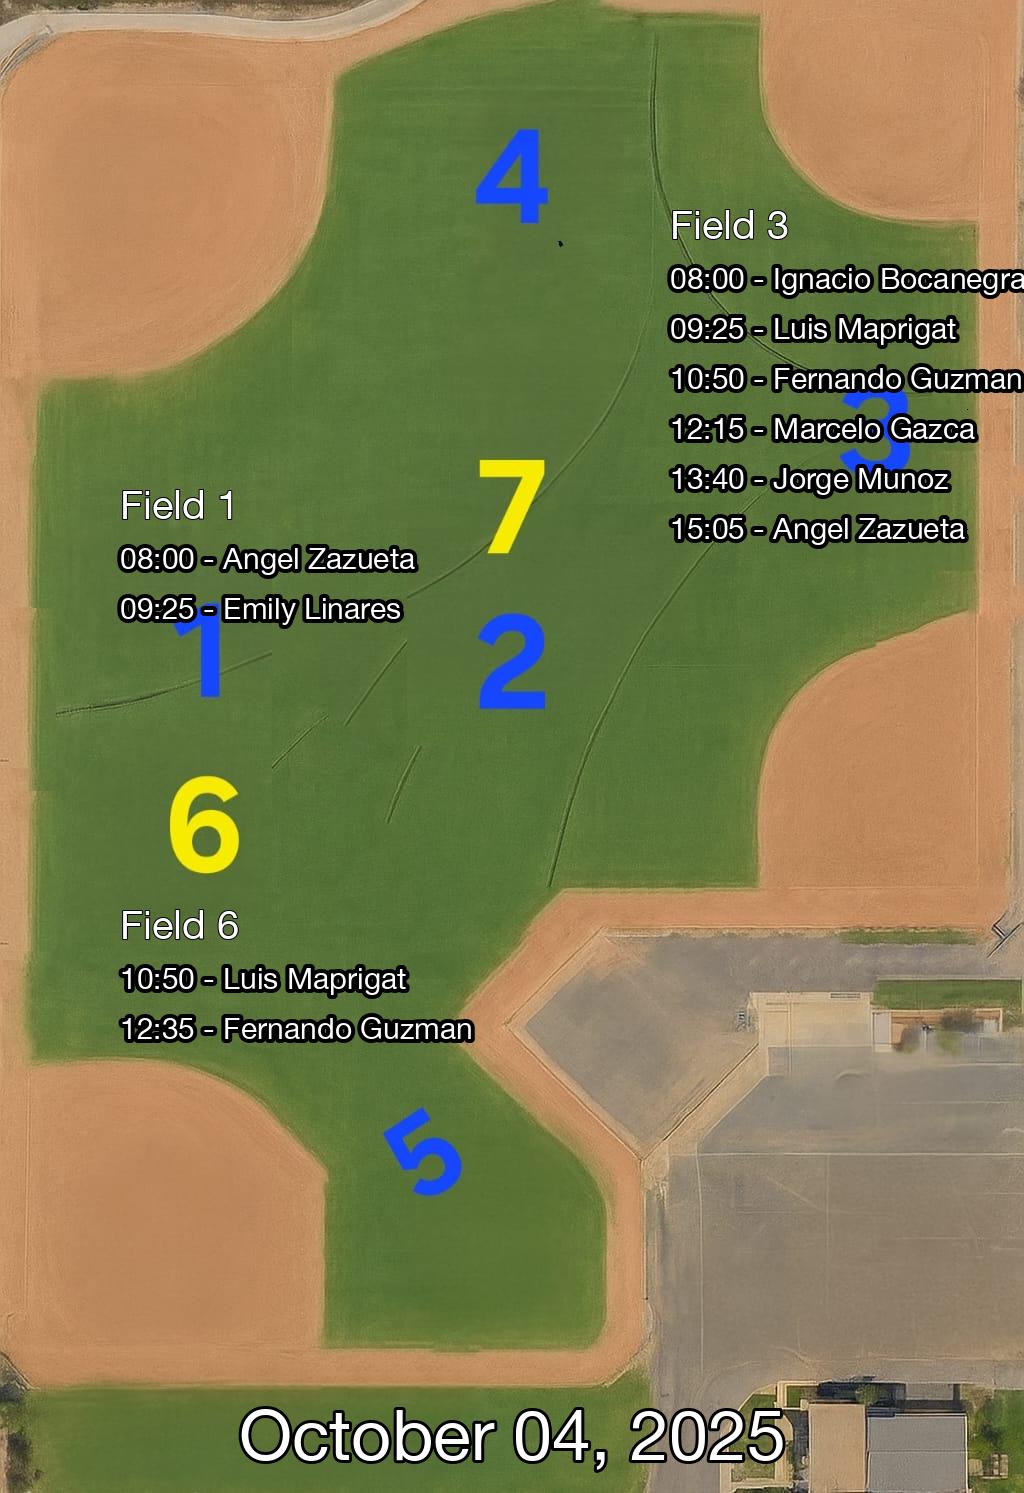 4
Field 3
08:00 - Ignacio Bocanegra
09:25 - Luis Maprigat
10:50 - Fernando Guzman
3
12:15 - Marcelo Gazca
13:40 - Jorge Munoz
15:05 - Angel Zazueta
7
Field 1
08:00 - Angel Zazueta
09:25 - Emily Linares
1
2
6
Field 6
10:50 - Luis Maprigat
12:35 - Fernando Guzman
5
October 04, 2025